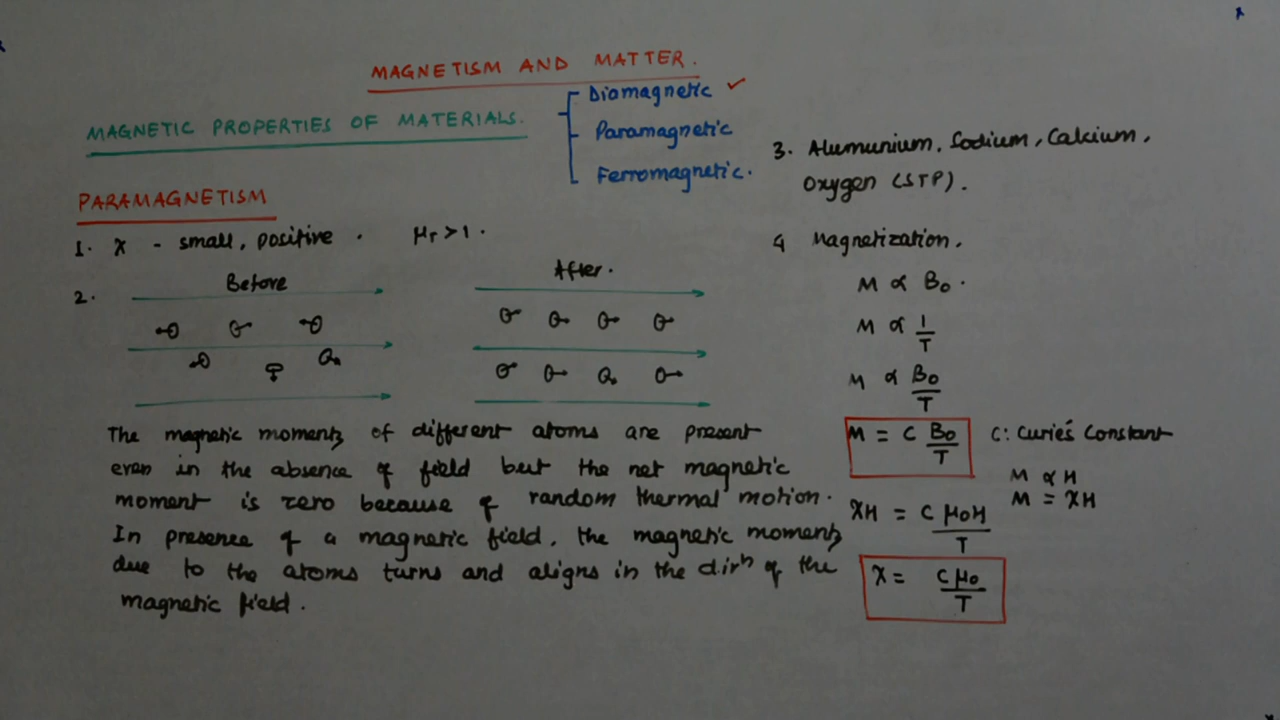 MAGNETISM AND MATTER.
MAGNETIC PROPERTIES OF MATERIALS.
Diamagnetic ✓
Paramagnetic
Ferromagnetic.
PARAMAGNETISM
1. χ - small, positive. μr > 1.
2. Before After.
The magnetic moments of different atoms are present
even in the absence of field but the net magnetic
moment is zero because of random thermal motion.
In presence of a magnetic field, the magnetic moments
due to the atoms turns and aligns in the dirⁿ of the
magnetic field.
3. Alumunium, Sodium, Calcium,
Oxygen (STP).
4 Magnetization.
M ∝ B₀.
M ∝ 1/T
M ∝ B₀/T
M = C B₀/T C: Curie's Constant
M ∝ H
M = χH
χH = C μ₀H/T
χ = Cμ₀/T